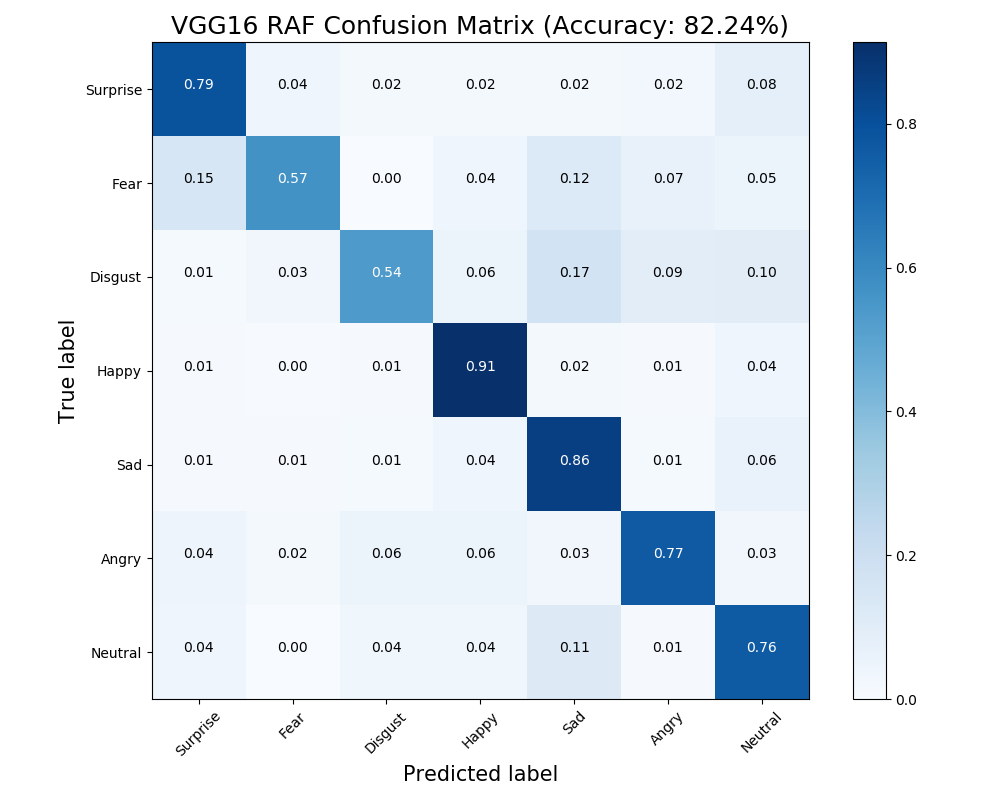 VGG16 RAF Confusion Matrix (Accuracy: 82.24%)
Surprise 0.79 0.04 0.02 0.02 0.02 0.02 0.08
Fear 0.15 0.57 0.00 0.04 0.12 0.07 0.05
Disgust 0.01 0.03 0.54 0.06 0.17 0.09 0.10
Happy 0.01 0.00 0.01 0.91 0.02 0.01 0.04
Sad 0.01 0.01 0.01 0.04 0.86 0.01 0.06
Angry 0.04 0.02 0.06 0.06 0.03 0.77 0.03
Neutral 0.04 0.00 0.04 0.04 0.11 0.01 0.76
Surprise Fear Disgust Happy Sad Angry Neutral
Predicted label
True label
0.8
0.6
0.4
0.2
0.0